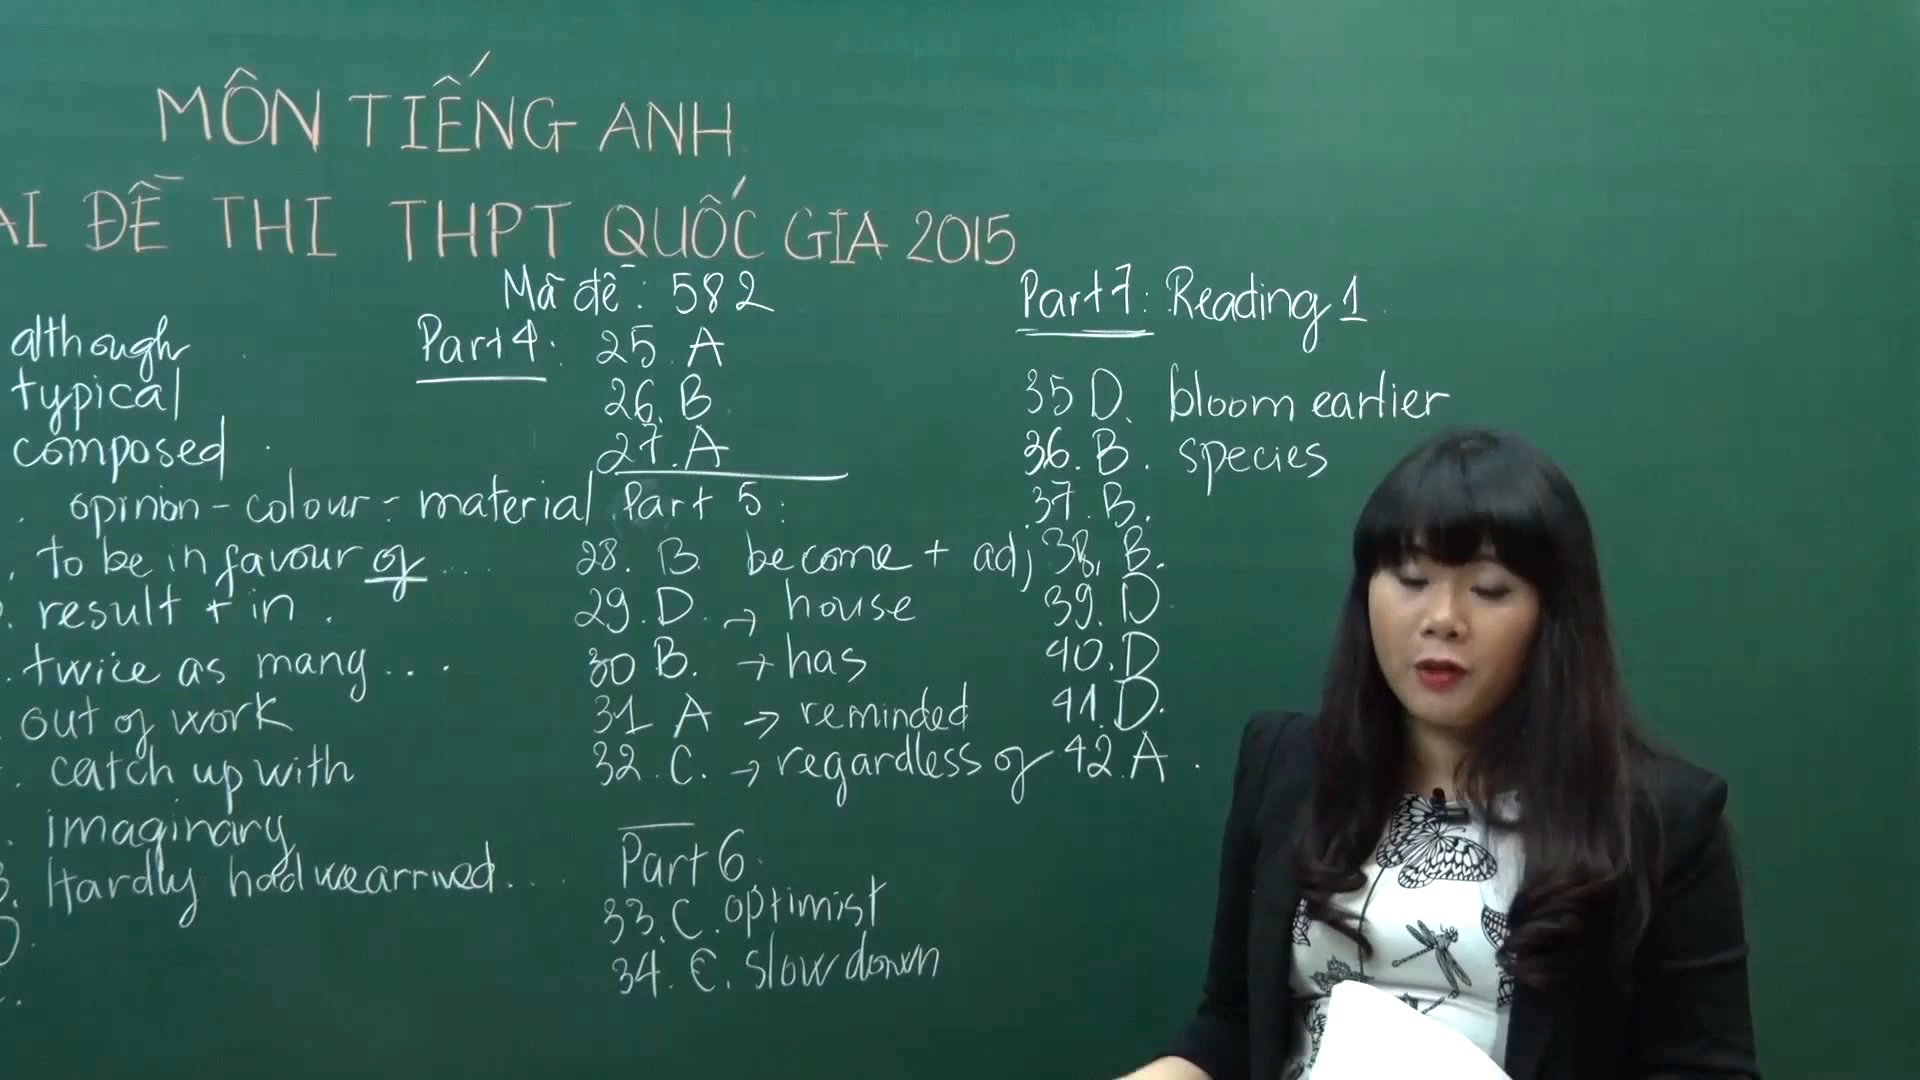 MÔN TIẾNG ANH
AI ĐỀ THI THPT QUỐC GIA 2015
Mã đề: 582
although
typical
composed
opinion - colour - material
to be in favour of ...
result + in.
twice as many...
out of work
catch up with
imaginary
Hardly had we arrived...
Part 4:
25. A
26. B
27. A
Part 5:
28. B. become + adj
29. D. → house
30 B. → has
31 A → reminded
32. C. → regardless of
Part 6.
33. C. optimist
34. C. slow down
Part 7: Reading 1
35 D. bloom earlier
36. B. species
37. B.
38. B.
39. D
40. D
41. D.
42. A.